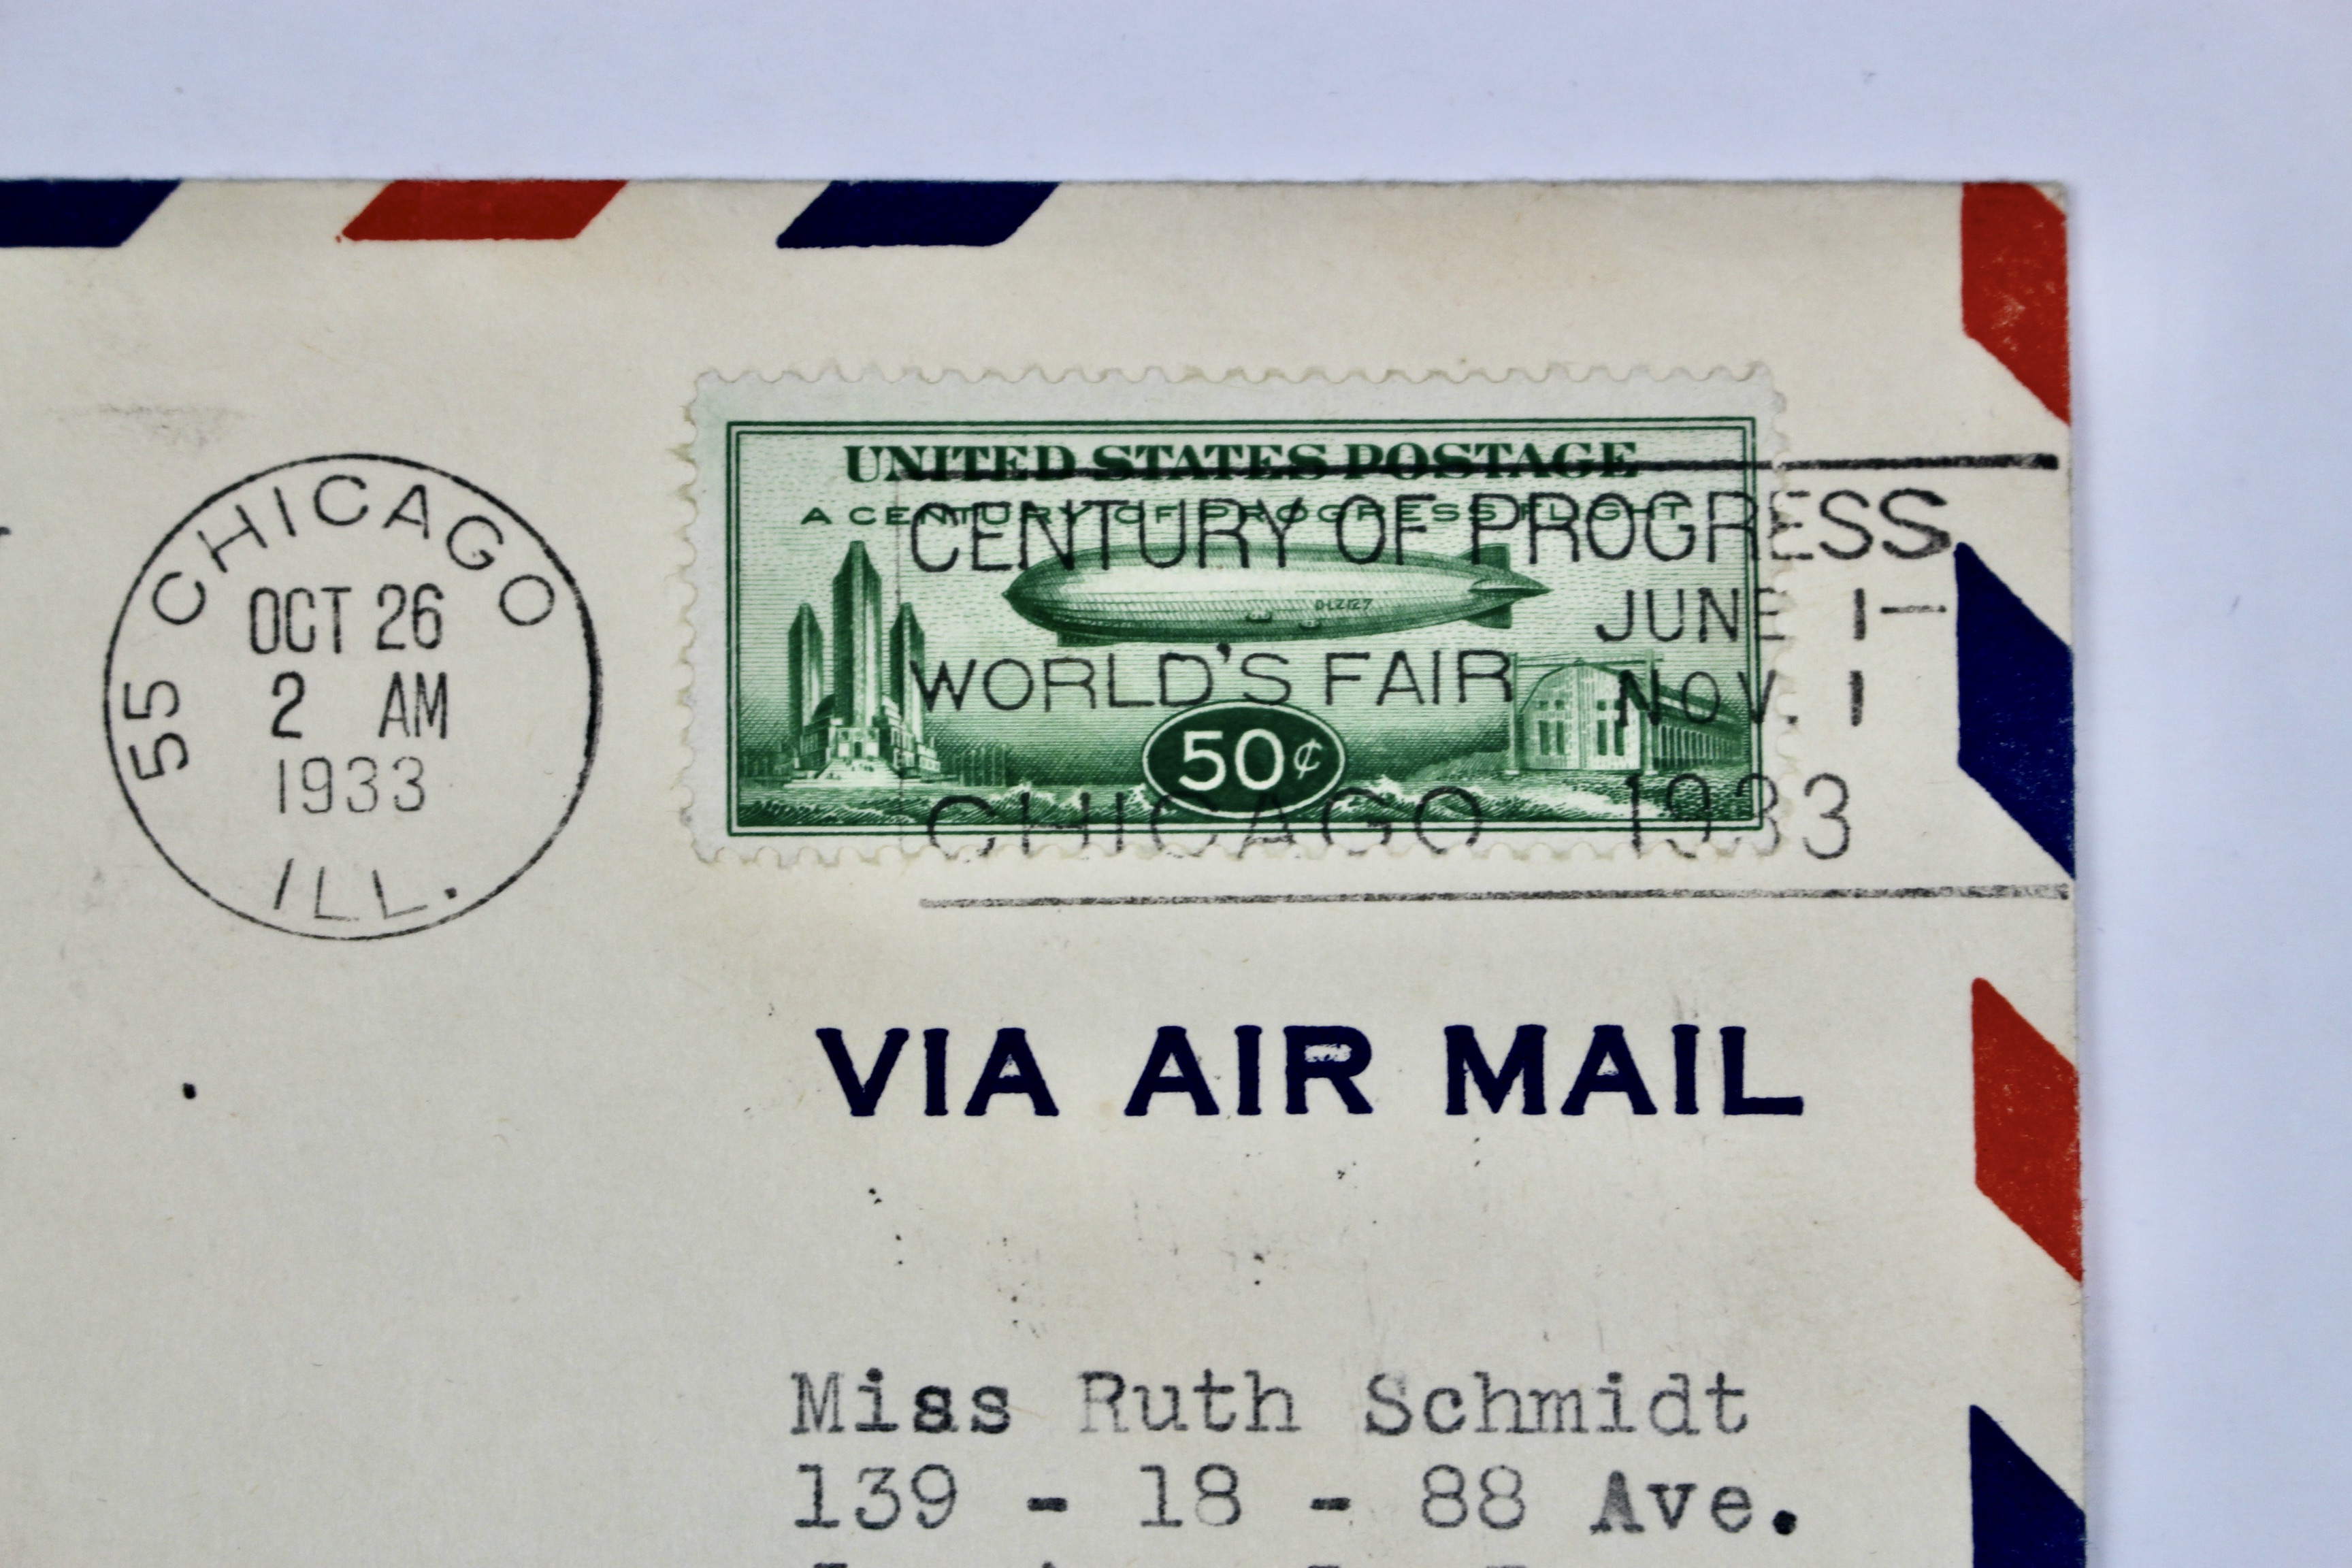 55 CHICAGO
OCT 26
2 AM
1933
ILL.
UNITED STATES POSTAGE
A CENTURY OF PROGRESS FLIGHT
D-LZ127
50¢
CENTURY OF PROGRESS
JUNE 1—
WORLD'S FAIR
NOV. 1
CHICAGO 1933
VIA AIR MAIL
Miss Ruth Schmidt
139 - 18 - 88 Ave.